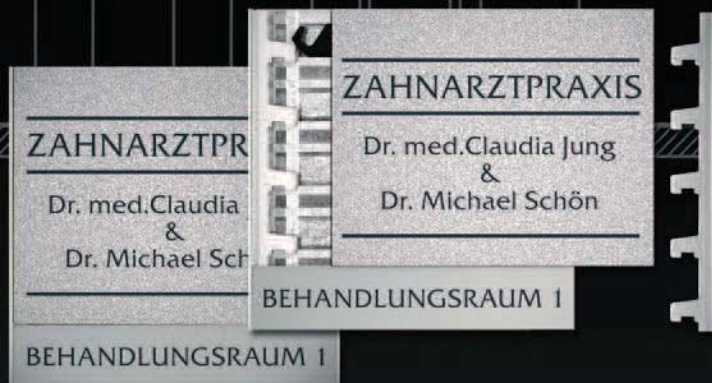 ZAHNARZTPR
Dr. med.Claudia
&
Dr. Michael Sch
BEHANDLUNGSRAUM 1
ZAHNARZTPRAXIS
Dr. med.Claudia Jung
&
Dr. Michael Schön
BEHANDLUNGSRAUM 1